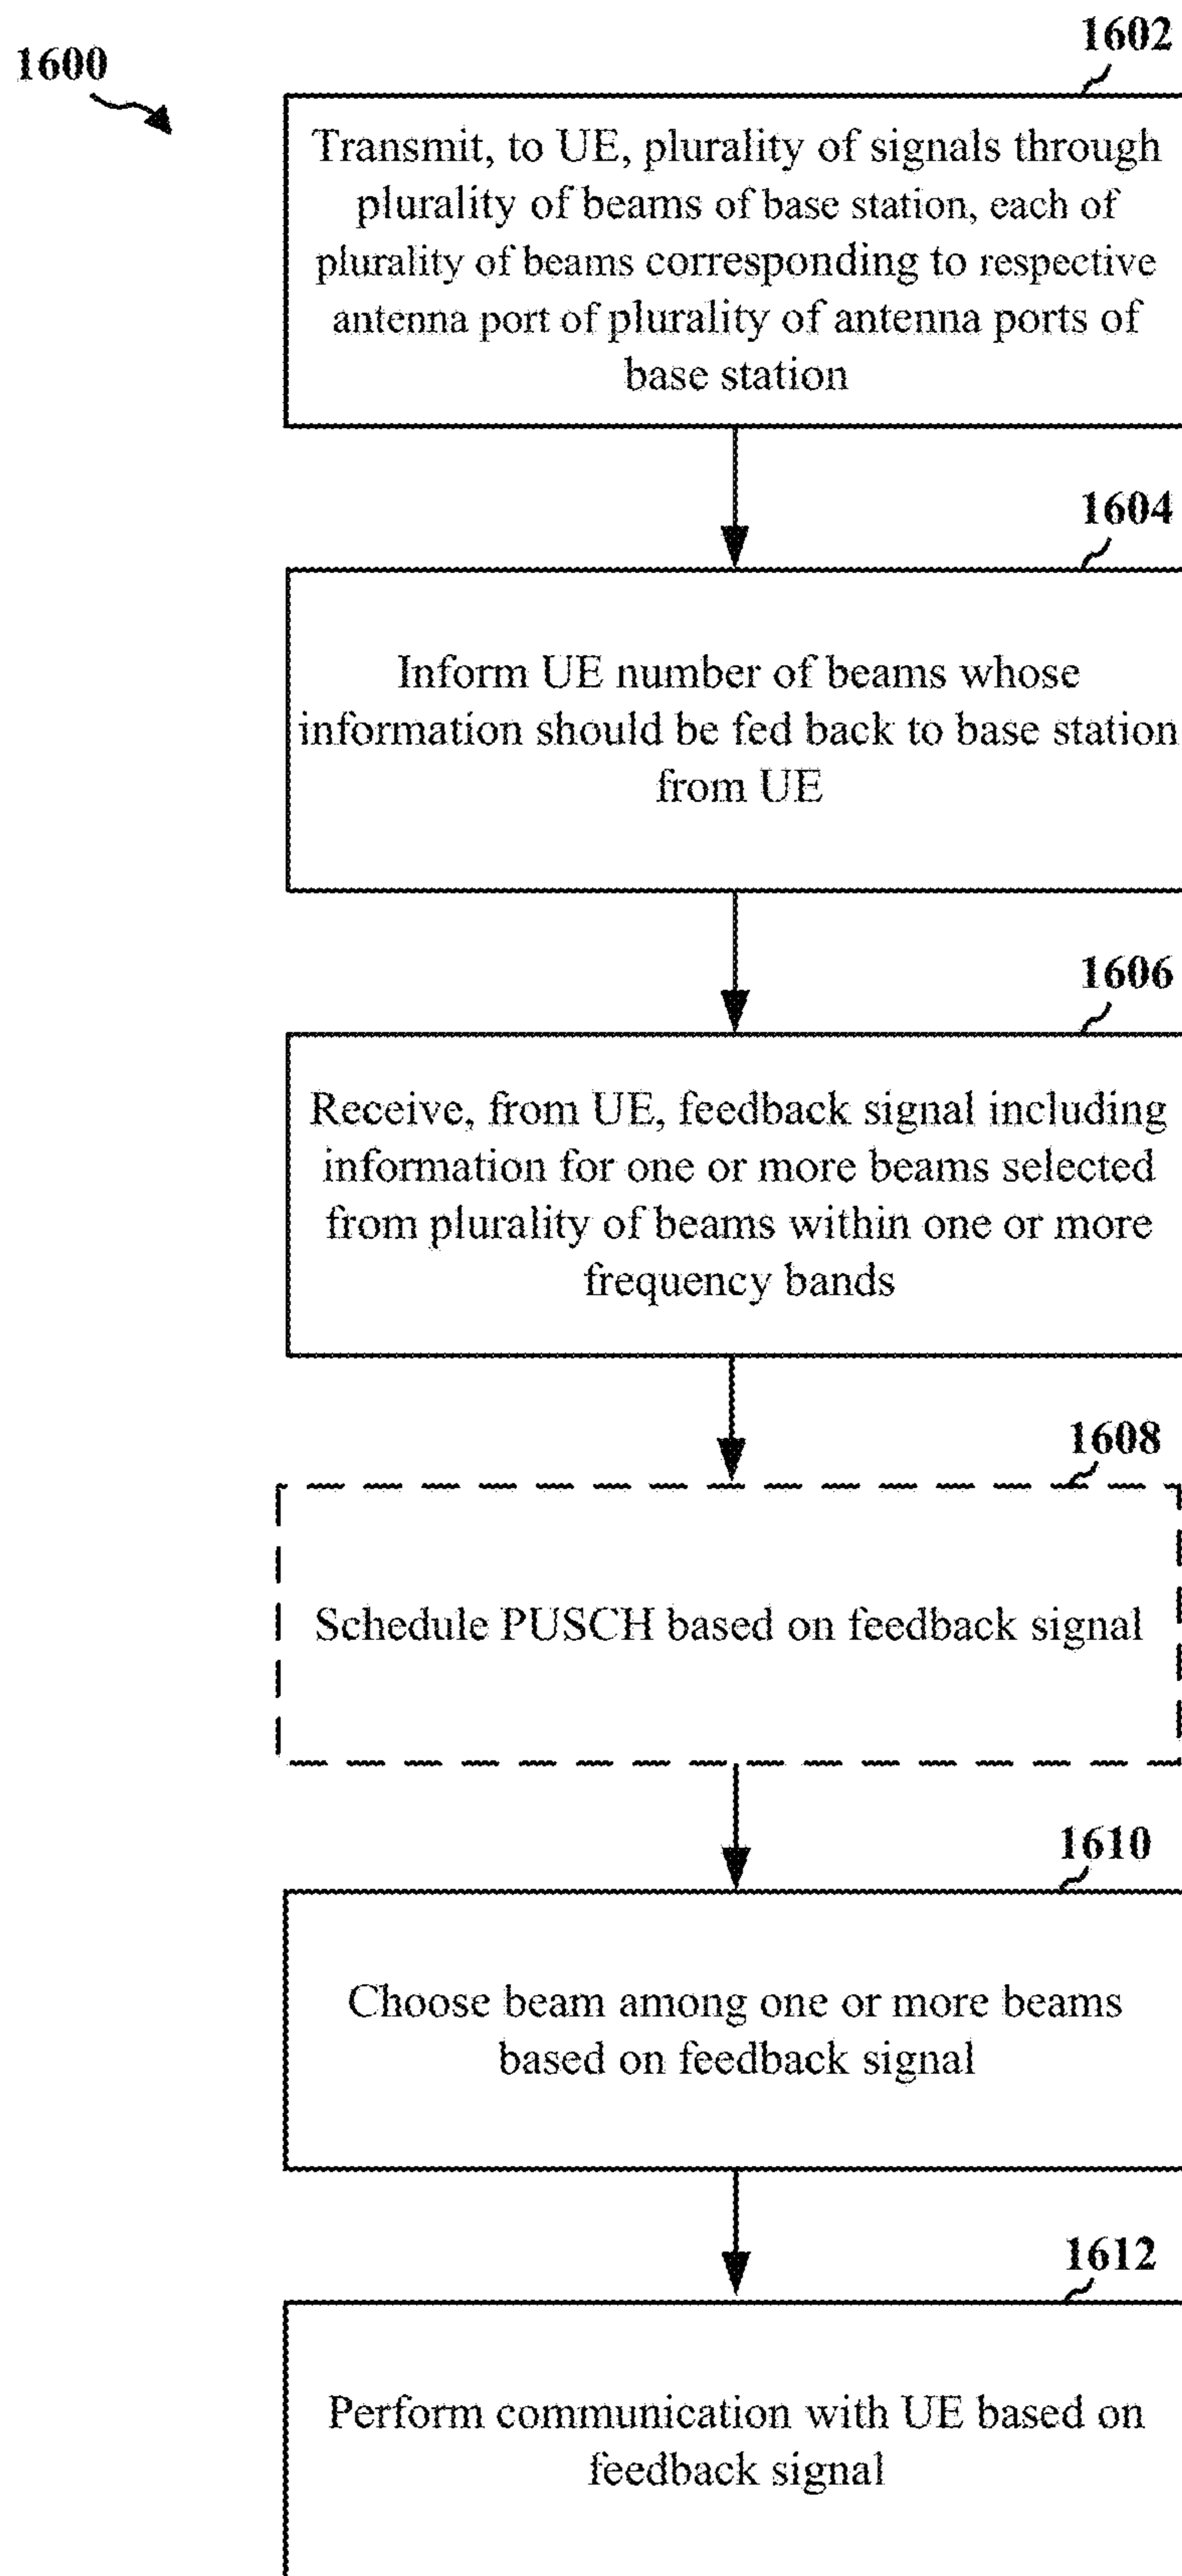 1600
1602
Transmit, to UE, plurality of signals through
plurality of beams of base station, each of
plurality of beams corresponding to respective
antenna port of plurality of antenna ports of
base station
1604
Inform UE number of beams whose
information should be fed back to base station
from UE
1606
Receive, from UE, feedback signal including
information for one or more beams selected
from plurality of beams within one or more
frequency bands
1608
Schedule PUSCH based on feedback signal
1610
Choose beam among one or more beams
based on feedback signal
1612
Perform communication with UE based on
feedback signal